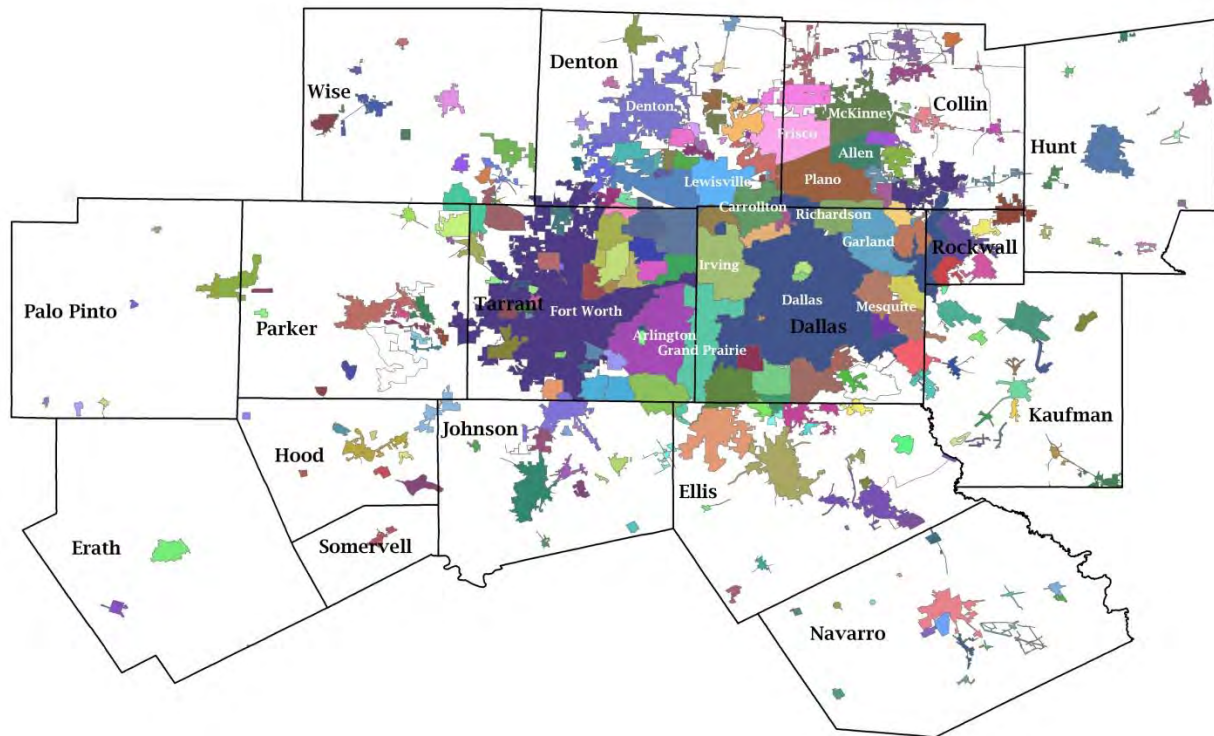 Denton
Wise
Denton
McKinney
Collin
Frisco
Hunt
Allen
Lewisville
Plano
Carrollton
Richardson
Garland
Rockwall
Irving
Palo Pinto
Parker
Tarrant
Fort Worth
Dallas
Mesquite
Dallas
Arlington
Grand Prairie
Kaufman
Johnson
Hood
Ellis
Erath
Somervell
Navarro